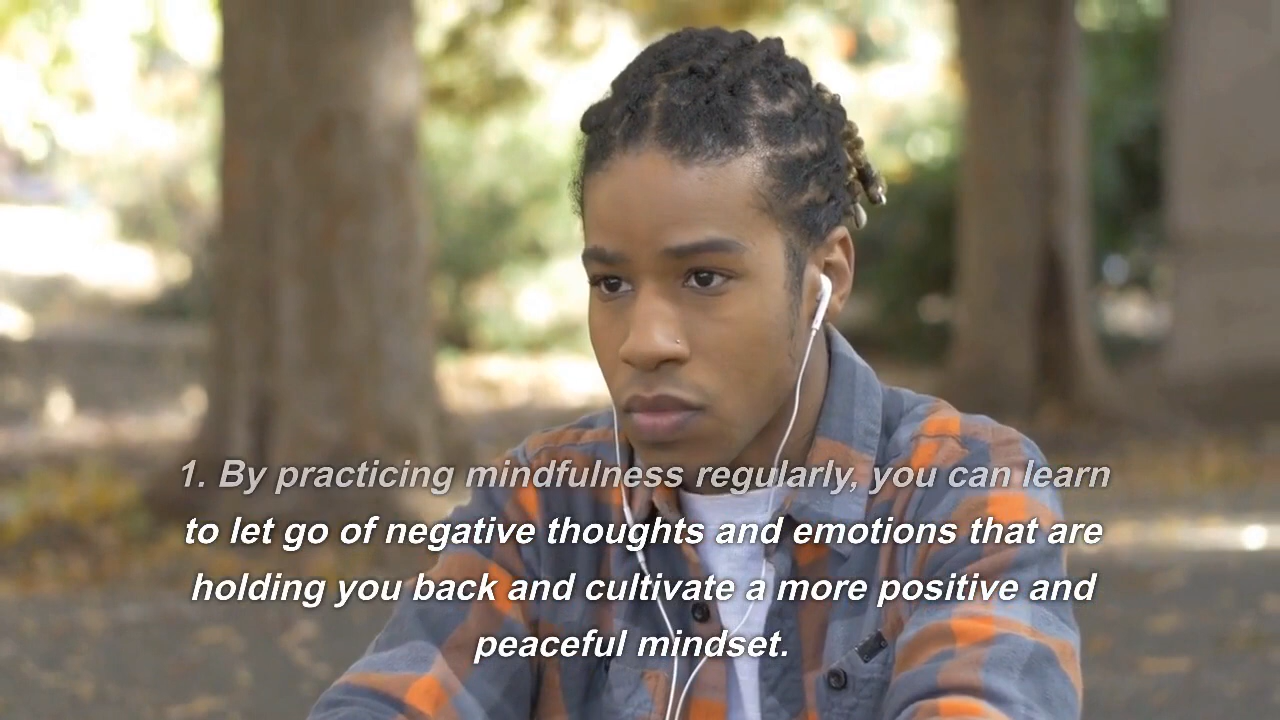 1. By practicing mindfulness regularly, you can learn
to let go of negative thoughts and emotions that are
holding you back and cultivate a more positive and
peaceful mindset.